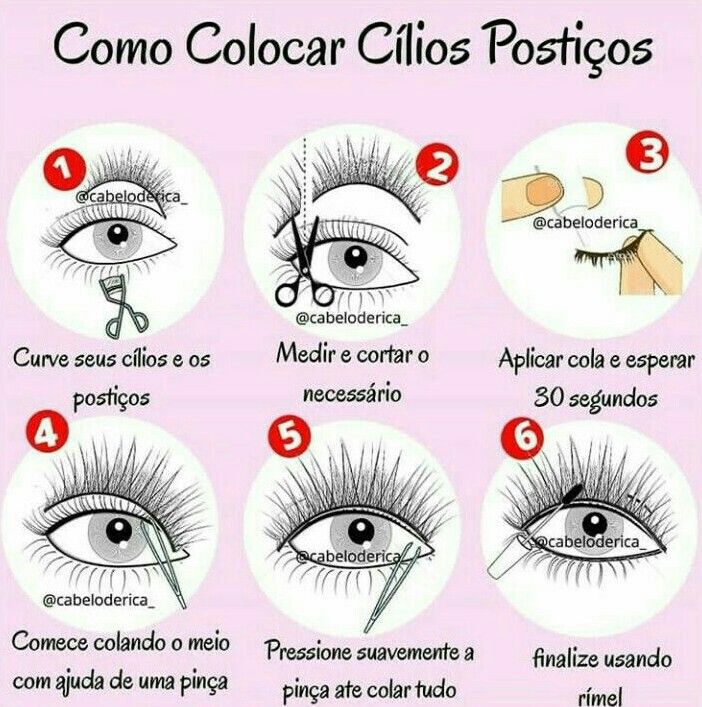 Como Colocar Cílios Postiços
1
@cabeloderica_
Curve seus cílios e os
postiços
2
@cabeloderica_
Medir e cortar o
necessário
3
@cabeloderica_
Aplicar cola e esperar
30 segundos
4
@cabeloderica_
Comece colando o meio
com ajuda de uma pinça
5
@cabeloderica
Pressione suavemente a
pinça ate colar tudo
6
@cabeloderica_
finalize usando
rímel